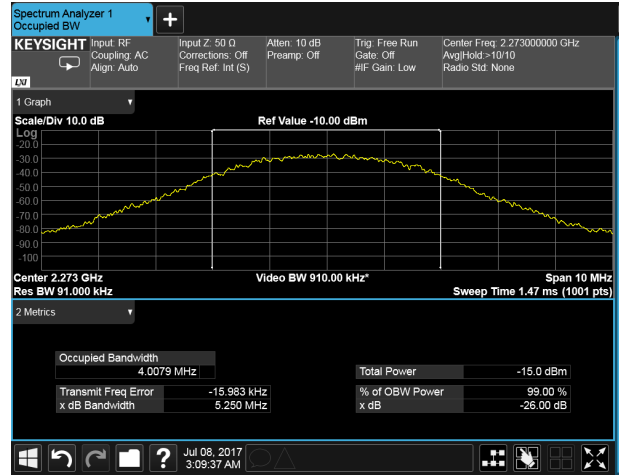 Spectrum Analyzer 1
Occupied BW
KEYSIGHT
LXI
Input: RF
Coupling: AC
Align: Auto
Input Z: 50 Ω
Corrections: Off
Freq Ref: Int (S)
Atten: 10 dB
Preamp: Off
Trig: Free Run
Gate: Off
#IF Gain: Low
Center Freq: 2.273000000 GHz
Avg|Hold:>10/10
Radio Std: None
1 Graph
Scale/Div 10.0 dB Ref Value -10.00 dBm
Log
-20.0
-30.0
-40.0
-50.0
-60.0
-70.0
-80.0
-90.0
-100
Center 2.273 GHz Video BW 910.00 kHz* Span 10 MHz
Res BW 91.000 kHz Sweep Time 1.47 ms (1001 pts)
2 Metrics
Occupied Bandwidth
4.0079 MHz Total Power -15.0 dBm
Transmit Freq Error -15.983 kHz % of OBW Power 99.00 %
x dB Bandwidth 5.250 MHz x dB -26.00 dB
? Jul 08, 2017
3:09:37 AM